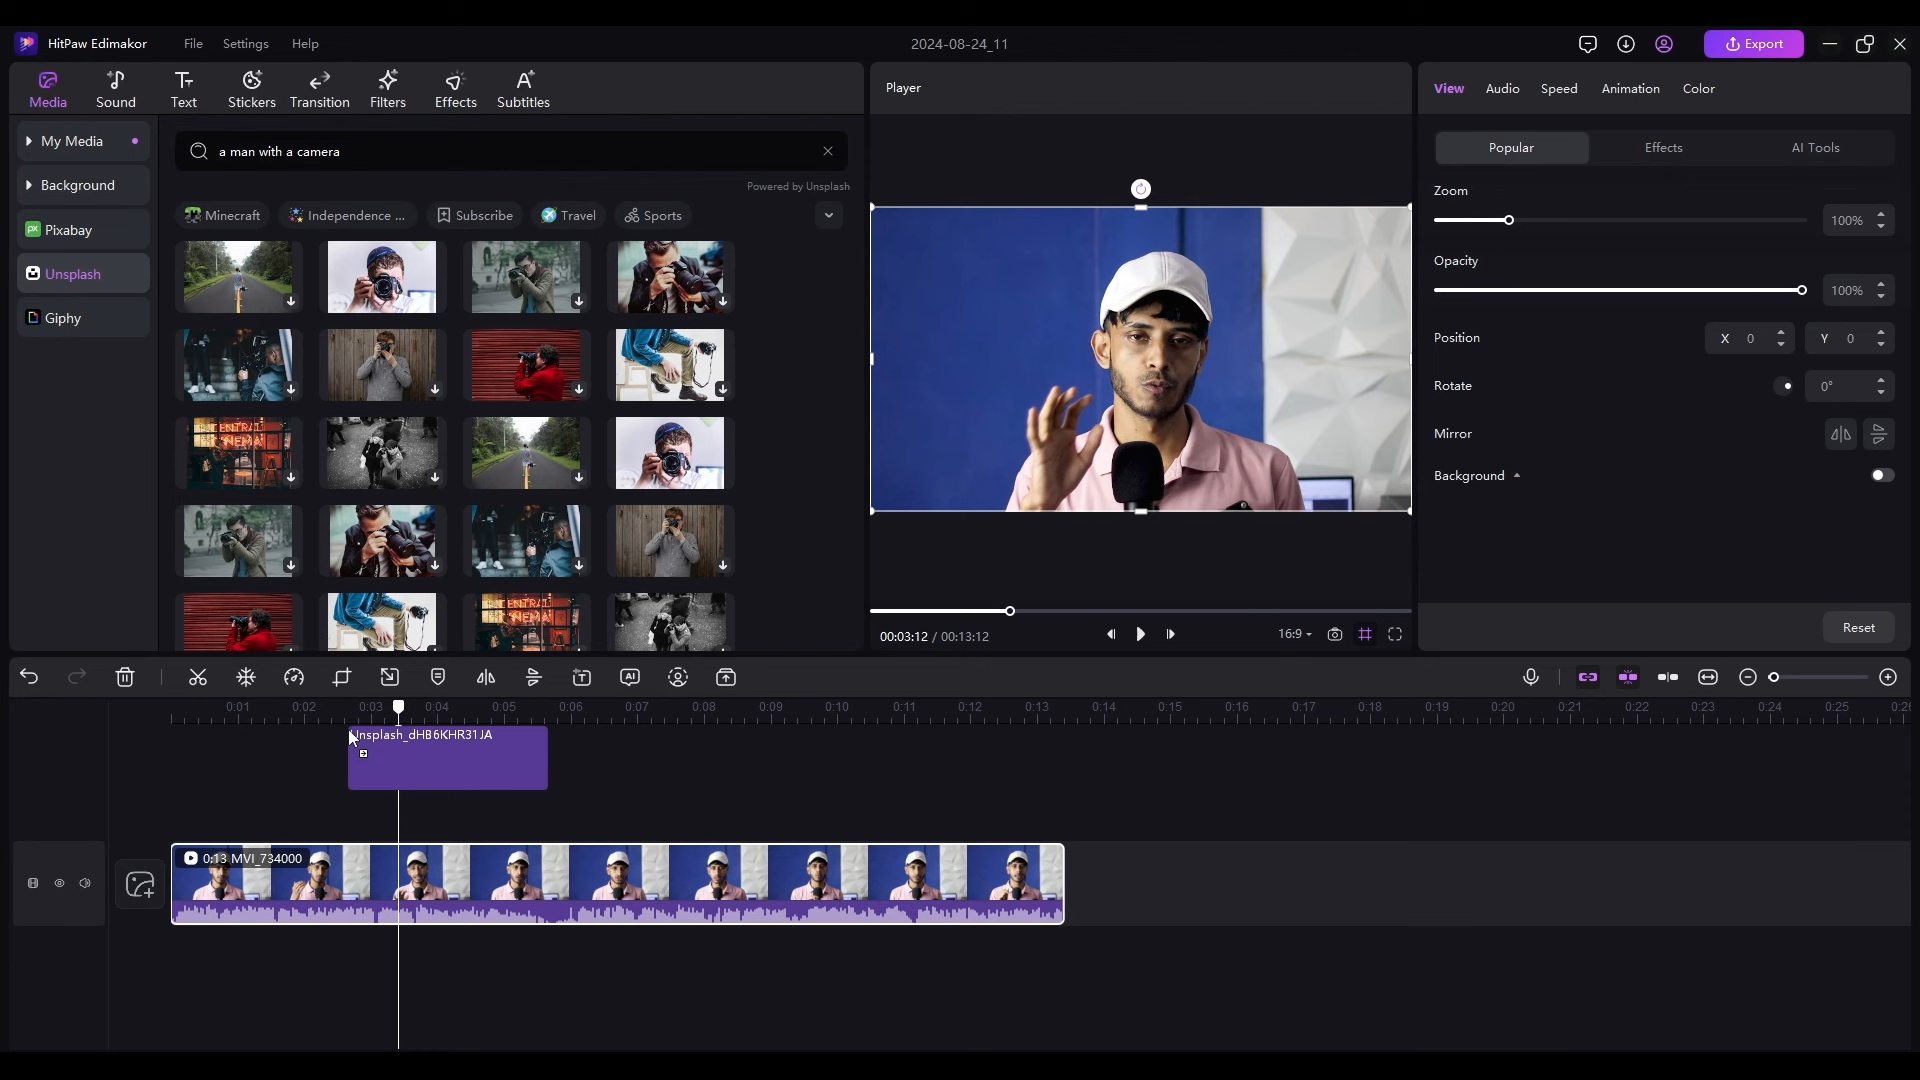 HitPaw Edimakor
File
Settings
Help
2024-08-24_11
Export
Media
Sound
Text
Stickers
Transition
Filters
Effects
Subtitles
Player
View
Audio
Speed
Animation
Color
My Media
Background
Pixabay
Unsplash
Giphy
a man with a camera
Powered by Unsplash
Minecraft
Independence ...
Subscribe
Travel
Sports
CENTRAL
CINEMA
Popular
Effects
AI Tools
Zoom
100%
Opacity
100%
Position
X 0
Y 0
Rotate
0°
Mirror
Background
Reset
00:03:12 / 00:13:12
16:9
0:01 0:02 0:03 0:04 0:05 0:06 0:07 0:08 0:09 0:10 0:11 0:12 0:13 0:14 0:15 0:16 0:17 0:18 0:19 0:20 0:21 0:22 0:23 0:24 0:25
Unsplash_dHB6KHR31JA
0:13 MVI_734000